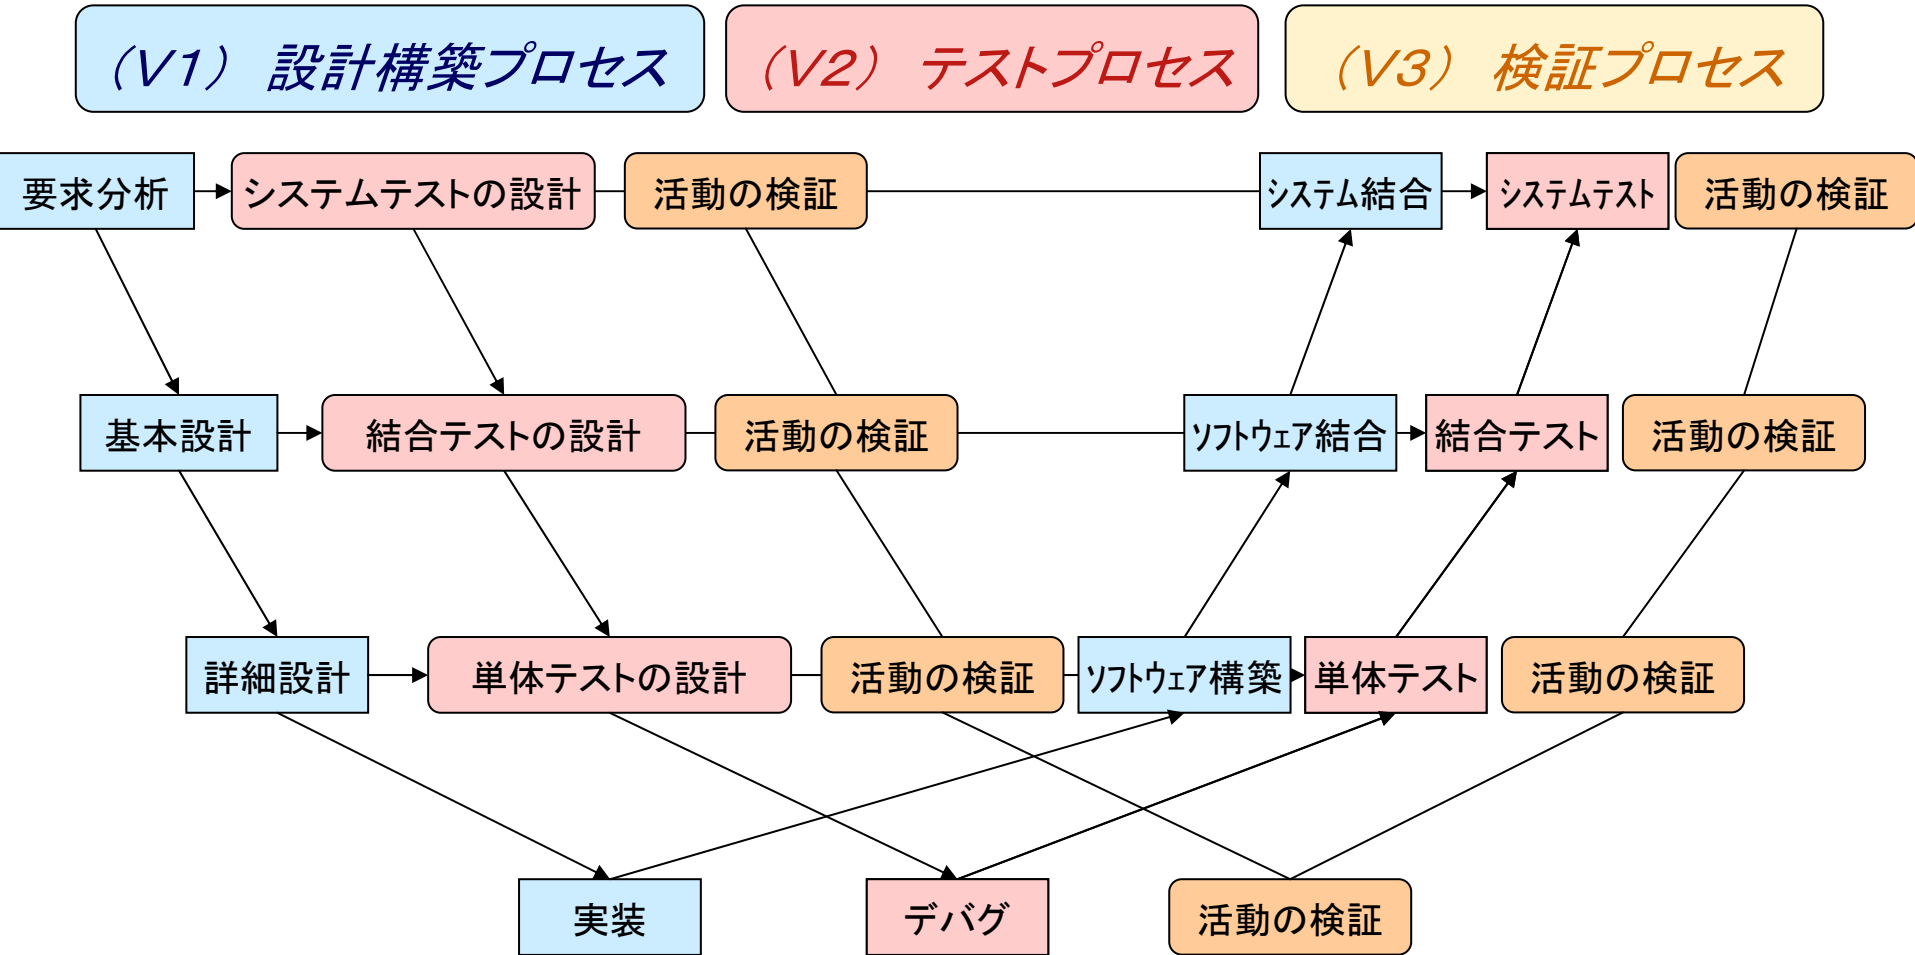 （V1） 設計構築プロセス
（V2） テストプロセス
（V3） 検証プロセス
要求分析
システムテストの設計
活動の検証
システム結合
システムテスト
活動の検証
基本設計
結合テストの設計
活動の検証
ソフトウェア結合
結合テスト
活動の検証
詳細設計
単体テストの設計
活動の検証
ソフトウェア構築
単体テスト
活動の検証
実装
デバグ
活動の検証